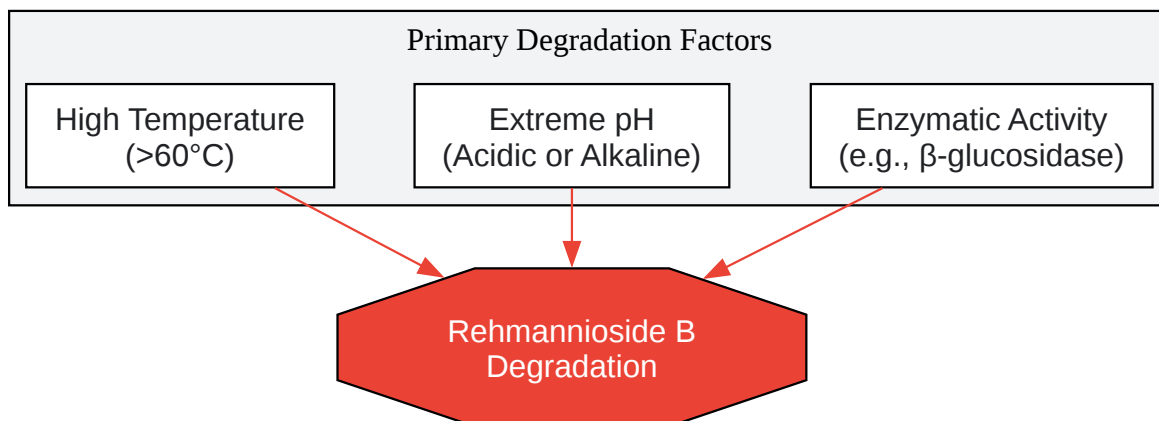 Primary Degradation Factors
High Temperature
(>60°C)
Extreme pH
(Acidic or Alkaline)
Enzymatic Activity
(e.g., β-glucosidase)
Rehmannioside B
Degradation